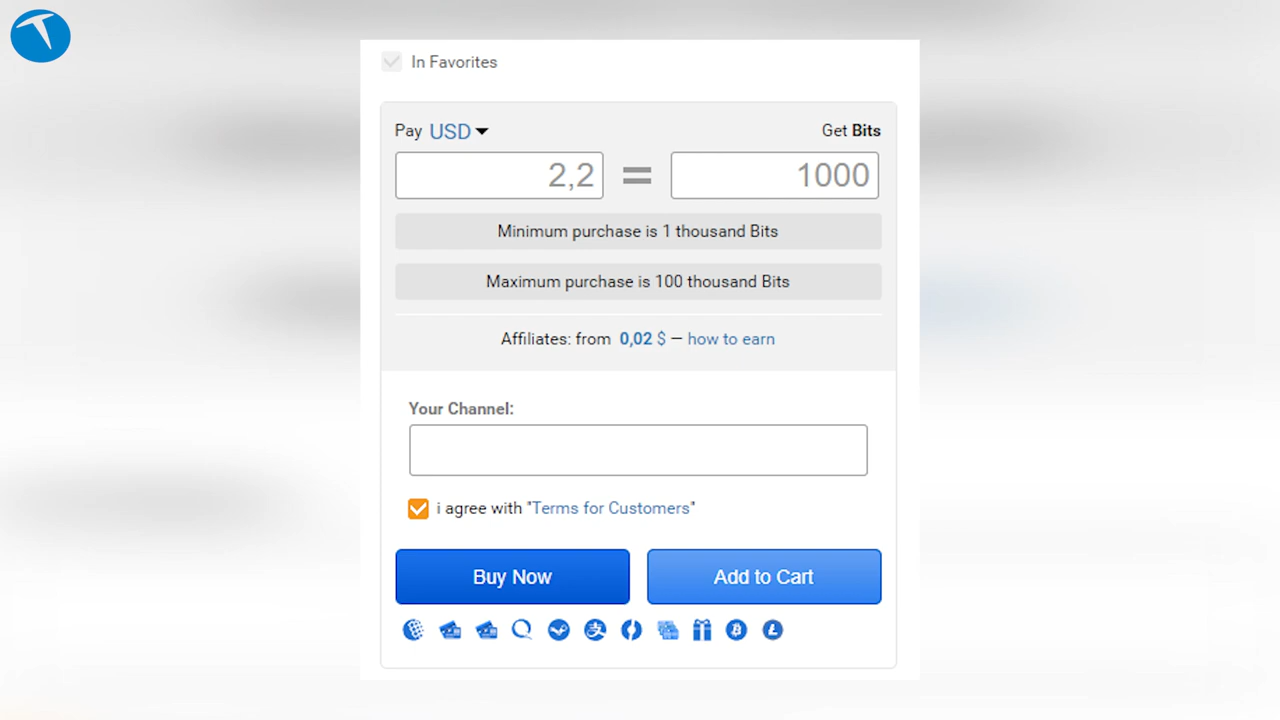 In Favorites
Pay USD
Get Bits
2,2 = 1000
Minimum purchase is 1 thousand Bits
Maximum purchase is 100 thousand Bits
Affiliates: from 0,02 $ — how to earn
Your Channel:
i agree with "Terms for Customers"
Buy Now
Add to Cart